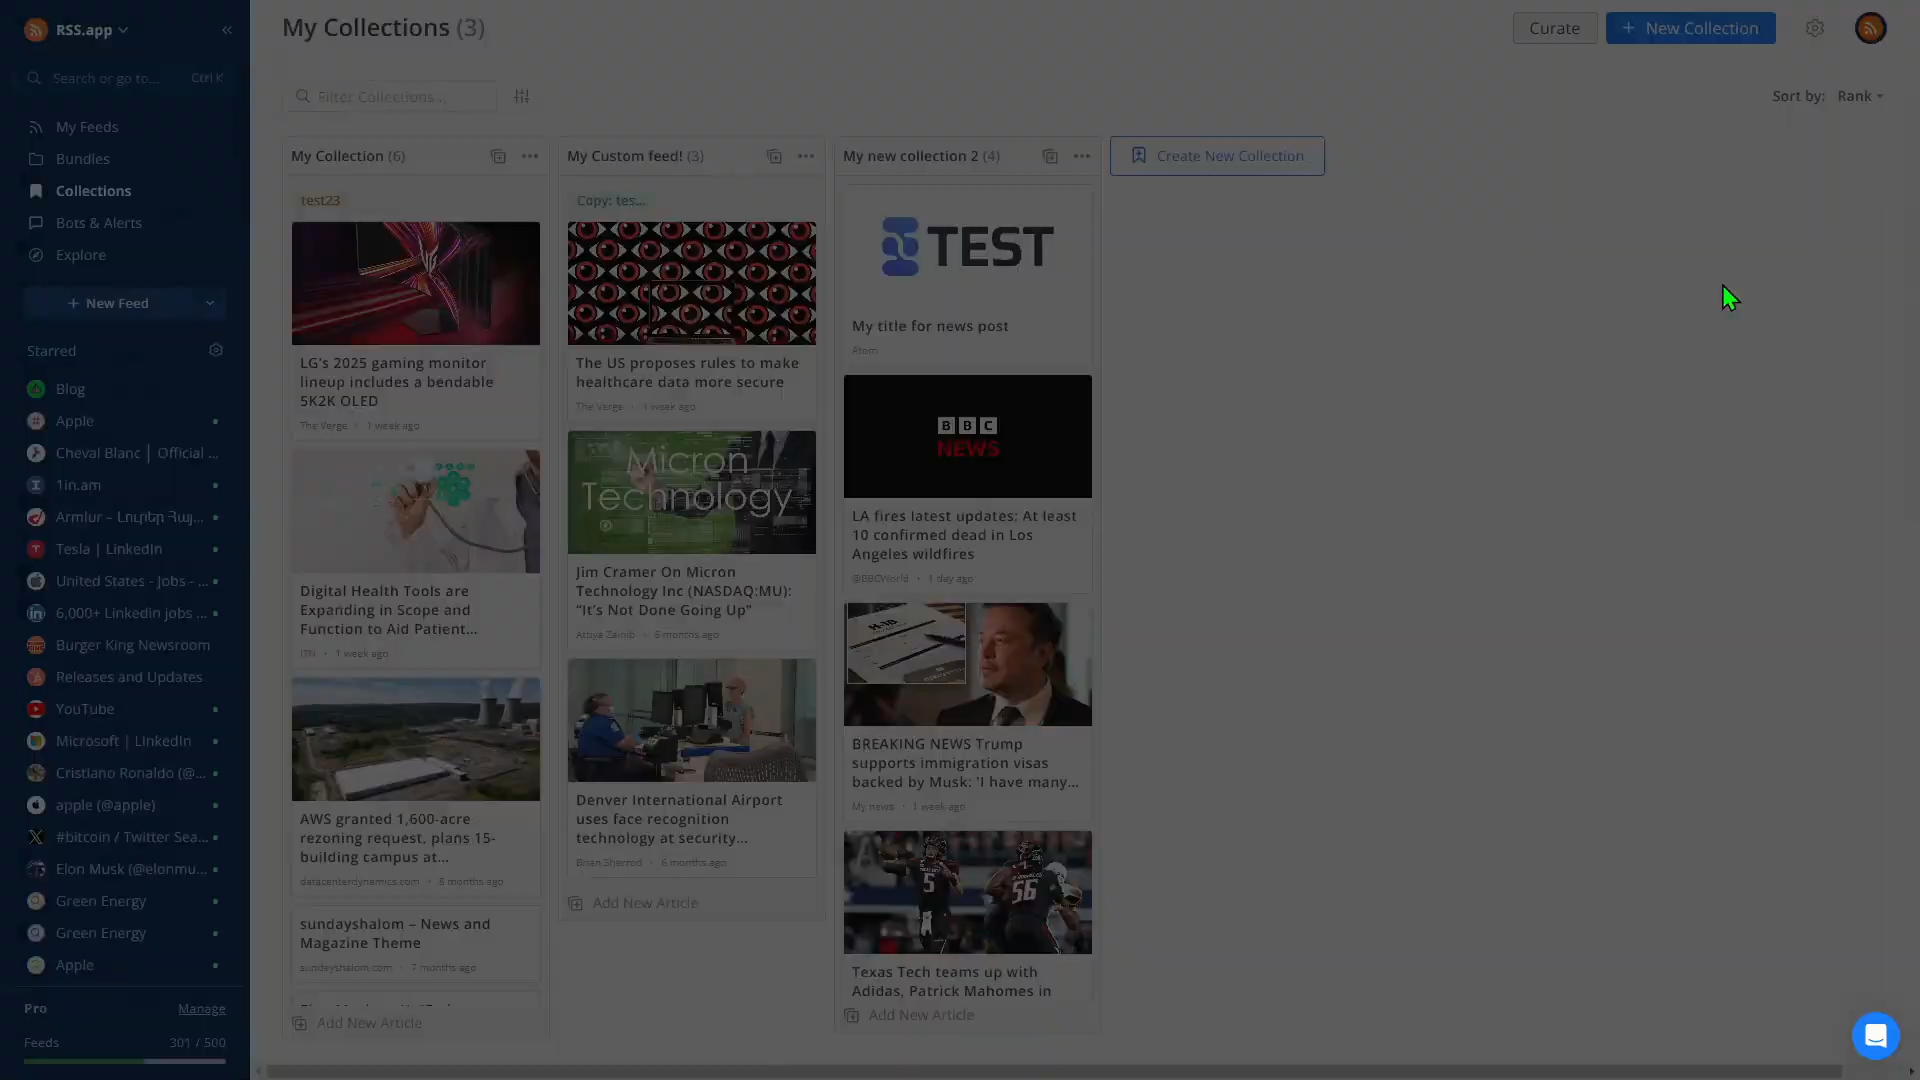 RSS.app
Search or go to... Ctrl K
My Feeds
Bundles
Collections
Bots & Alerts
Explore
+ New Feed
Starred
Blog
Apple
Cheval Blanc | Official ...
1in.am
Armlur – Լուրեր Հայ...
Tesla | LinkedIn
United States - Jobs - ...
6,000+ Linkedin jobs ...
Burger King Newsroom
Releases and Updates
YouTube
Microsoft | LinkedIn
Cristiano Ronaldo (@...
apple (@apple)
#bitcoin / Twitter Sea...
Elon Musk (@elonmu...
Green Energy
Green Energy
Apple
Pro Manage
Feeds 301 / 500
My Collections (3)
Curate
+ New Collection
Filter Collections...
Sort by: Rank
My Collection (6)
test23
LG's 2025 gaming monitor
lineup includes a bendable
5K2K OLED
The Verge • 1 week ago
Digital Health Tools are
Expanding in Scope and
Function to Aid Patient...
ITN • 1 week ago
AWS granted 1,600-acre
rezoning request, plans 15-
building campus at...
datacenterdynamics.com • 6 months ago
sundayshalom – News and
Magazine Theme
sundayshalom.com • 7 months ago
Add New Article
My Custom feed! (3)
Copy: tes...
The US proposes rules to make
healthcare data more secure
The Verge • 1 week ago
Micron
Technology
Jim Cramer On Micron
Technology Inc (NASDAQ:MU):
“It’s Not Done Going Up”
Attiya Zainib • 6 months ago
Denver International Airport
uses face recognition
technology at security...
Brian Sherrod • 6 months ago
Add New Article
My new collection 2 (4)
TEST
My title for news post
Atom
BBC
NEWS
LA fires latest updates: At least
10 confirmed dead in Los
Angeles wildfires
@BBCWorld • 1 day ago
H-1B
BREAKING NEWS Trump
supports immigration visas
backed by Musk: 'I have many...
My news • 1 week ago
5
56
Texas Tech teams up with
Adidas, Patrick Mahomes in
Add New Article
Create New Collection